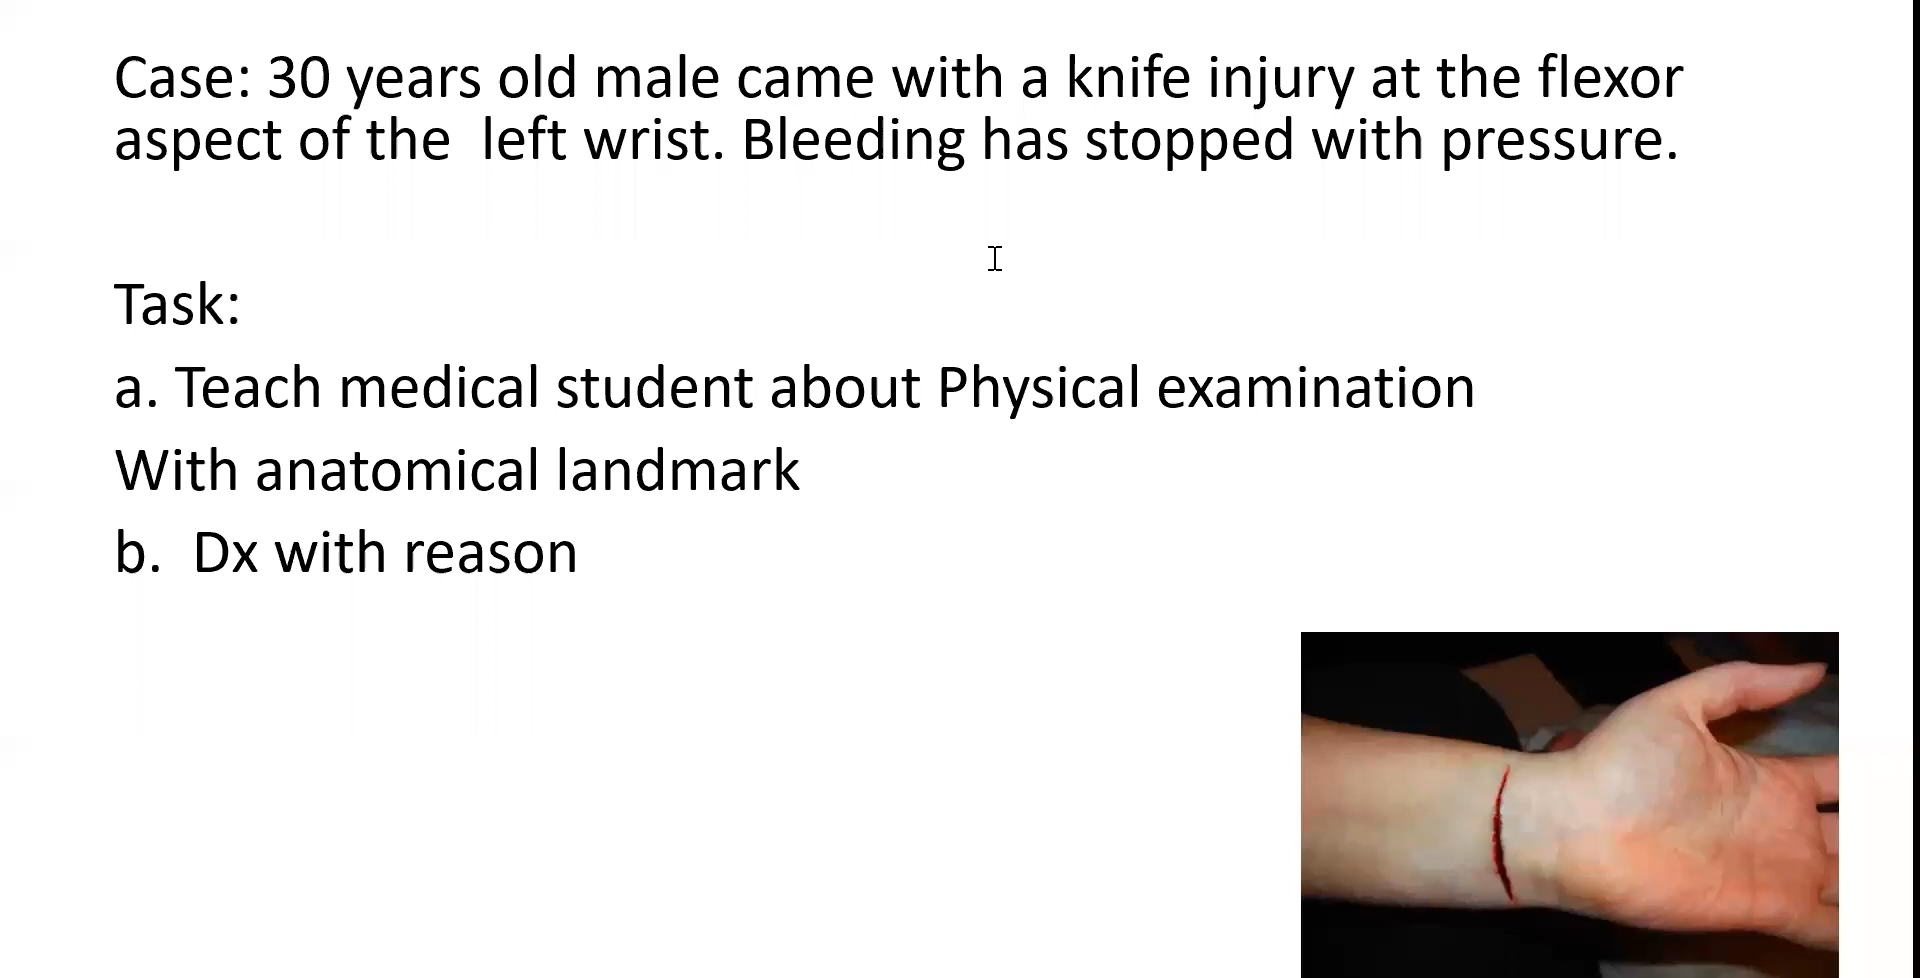 Case: 30 years old male came with a knife injury at the flexor
aspect of the  left wrist. Bleeding has stopped with pressure.
Task:
a. Teach medical student about Physical examination
With anatomical landmark
b.  Dx with reason